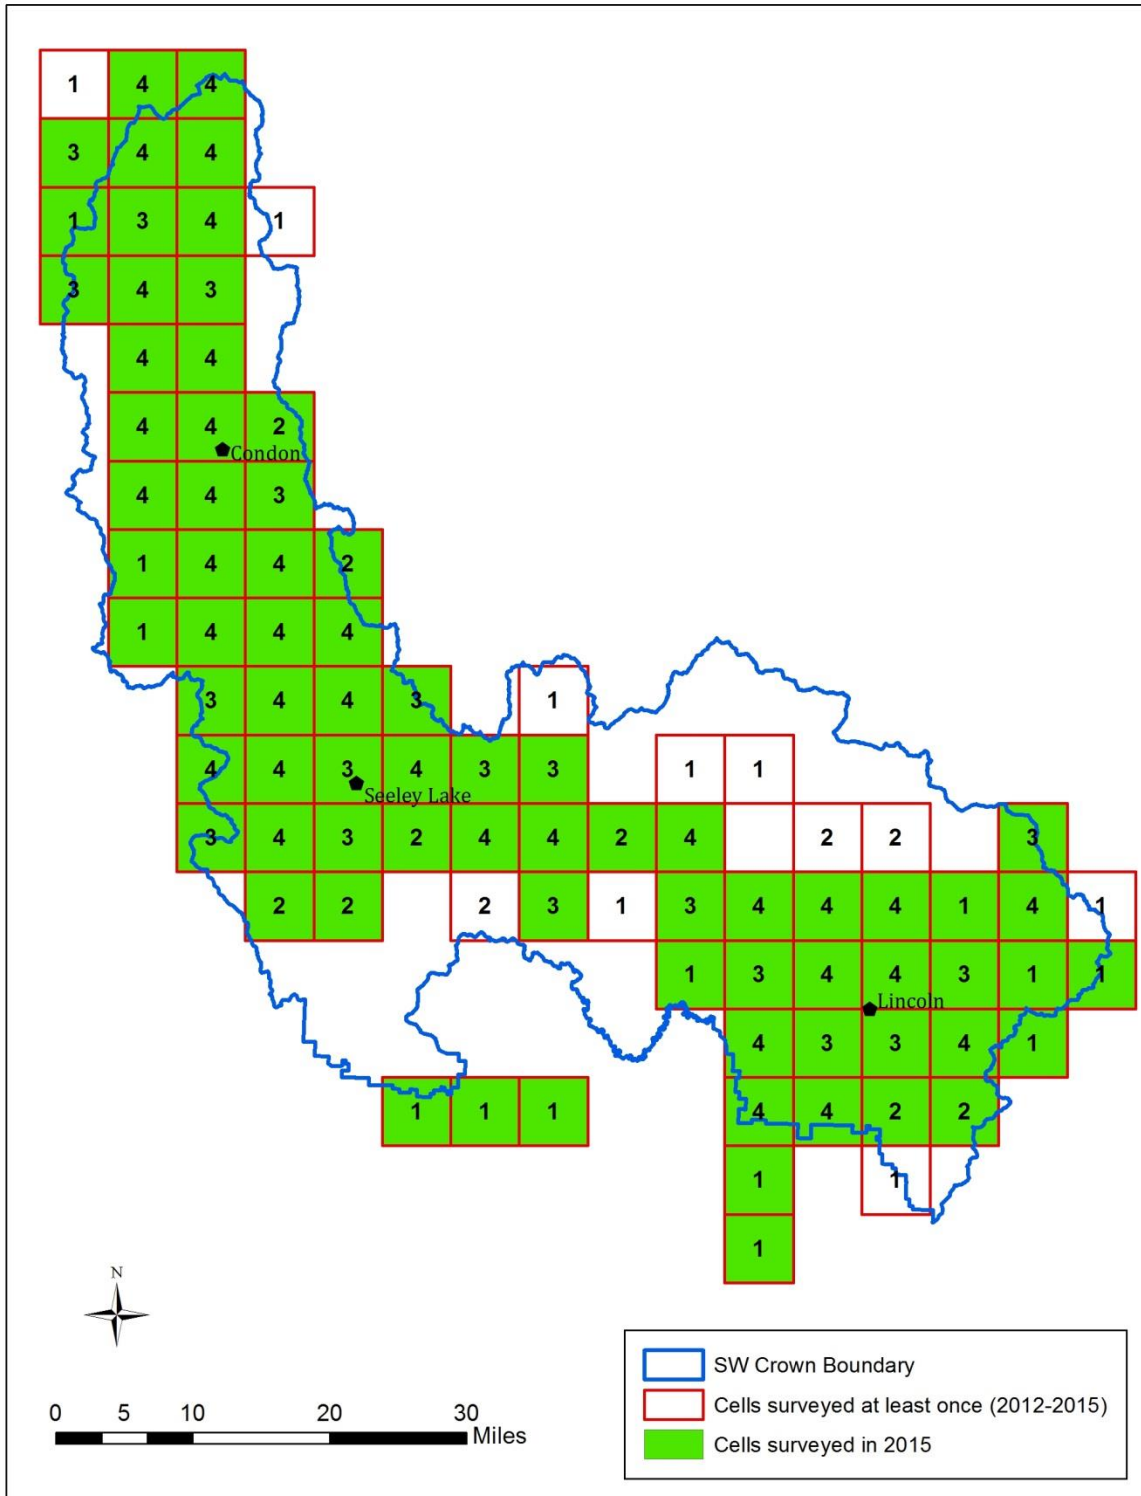 1 4 4
3 4 4
1 3 4 1
3 4 3
4 4
4 4 2
Condon
4 4 3
1 4 4 2
1 4 4 4
3 4 4 3 1
4 4 3 4 3 3 1 1
Seeley Lake
3 4 3 2 4 4 2 4 2 2 3
2 2 2 3 1 3 4 4 4 1 4 1
1 3 4 4 3 1 1
Lincoln
4 3 3 4 1
1 1 1 4 4 2 2
1 1
1
N
0 5 10 20 30
Miles
SW Crown Boundary
Cells surveyed at least once (2012-2015)
Cells surveyed in 2015